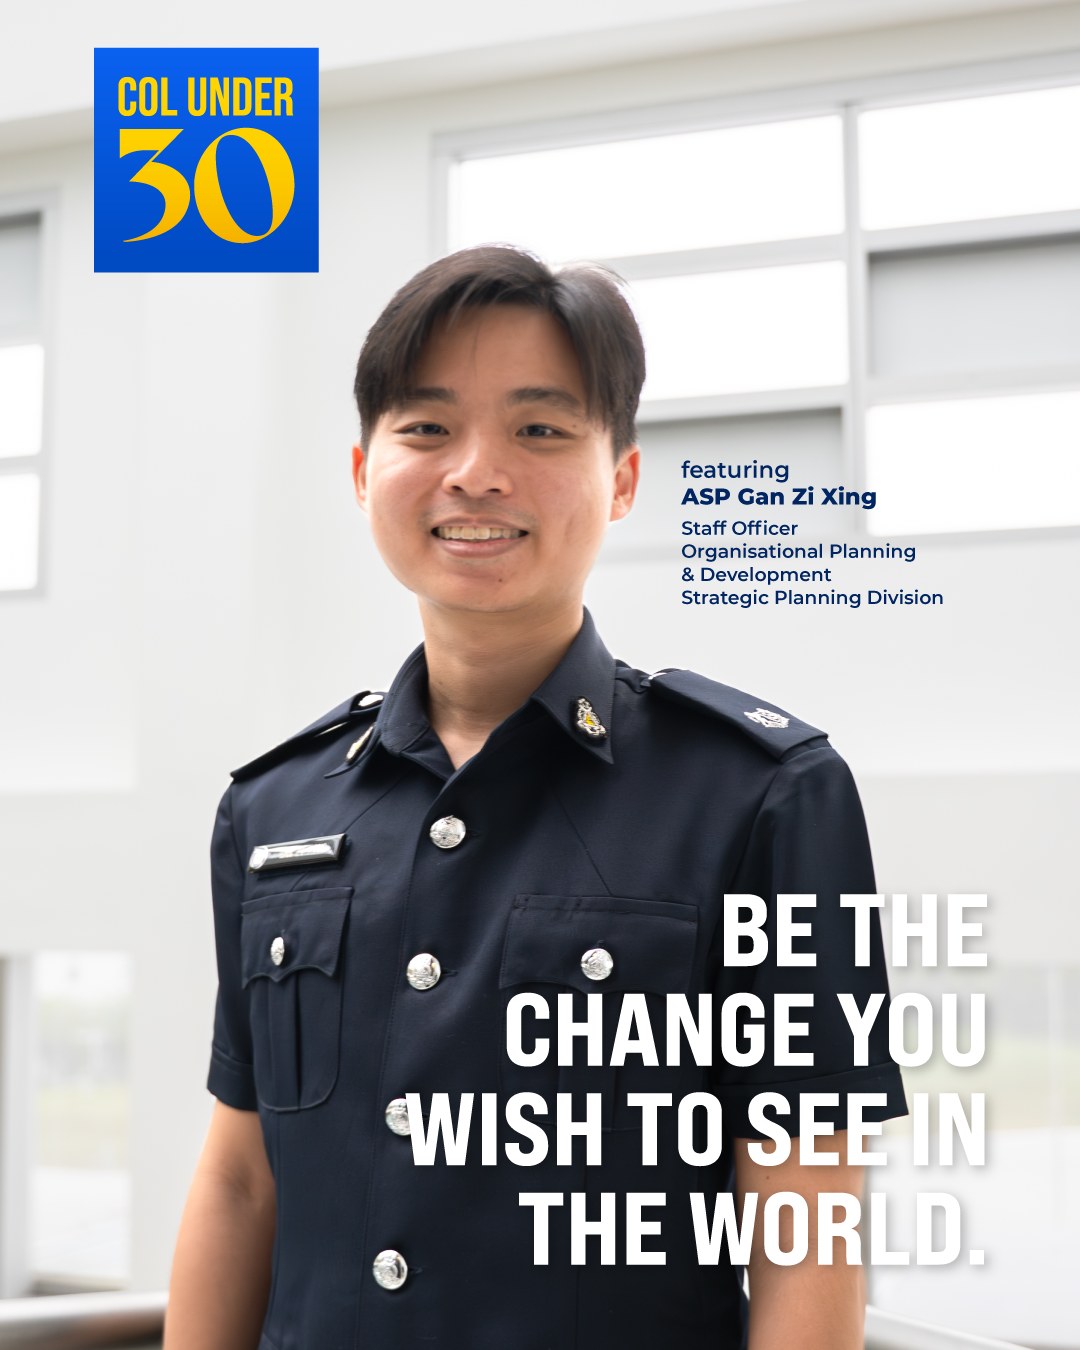 COL UNDER
30
featuring
ASP Gan Zi Xing
Staff Officer
Organisational Planning
& Development
Strategic Planning Division
BE THE
CHANGE YOU
WISH TO SEE IN
THE WORLD.